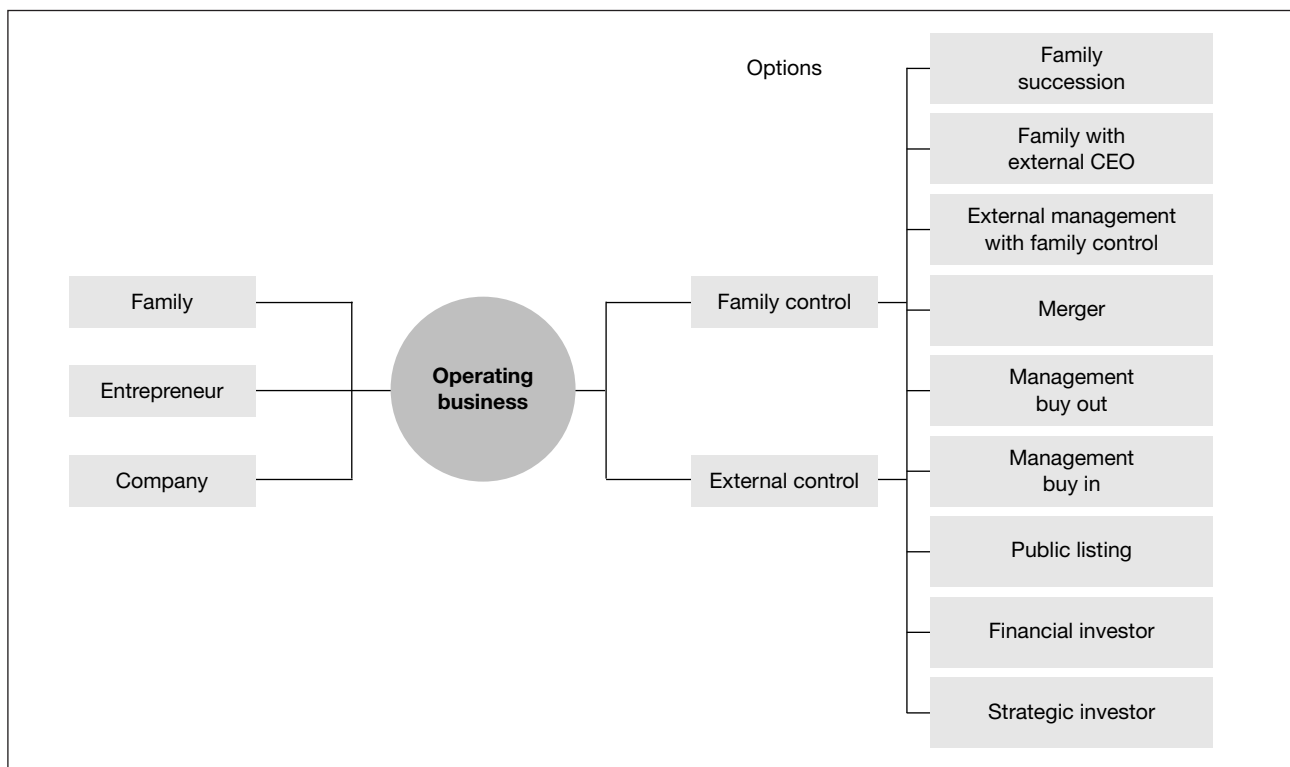 Options
Family
succession
Family with
external CEO
External management
with family control
Family
Family control
Merger
Entrepreneur
Operating
business
Management
buy out
Company
External control
Management
buy in
Public listing
Financial investor
Strategic investor